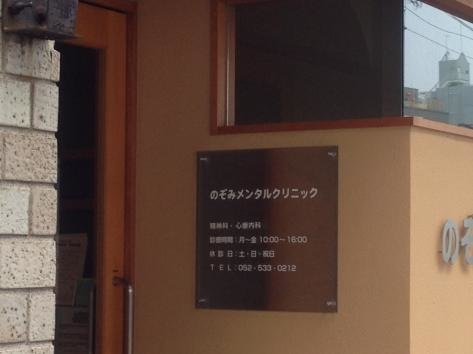 のぞみメンタルクリニック
精神科・心療内科
診療時間：月～金 10:00～16:00
休 診 日：土・日・祝日
T E L：052-533-0212
のぞ